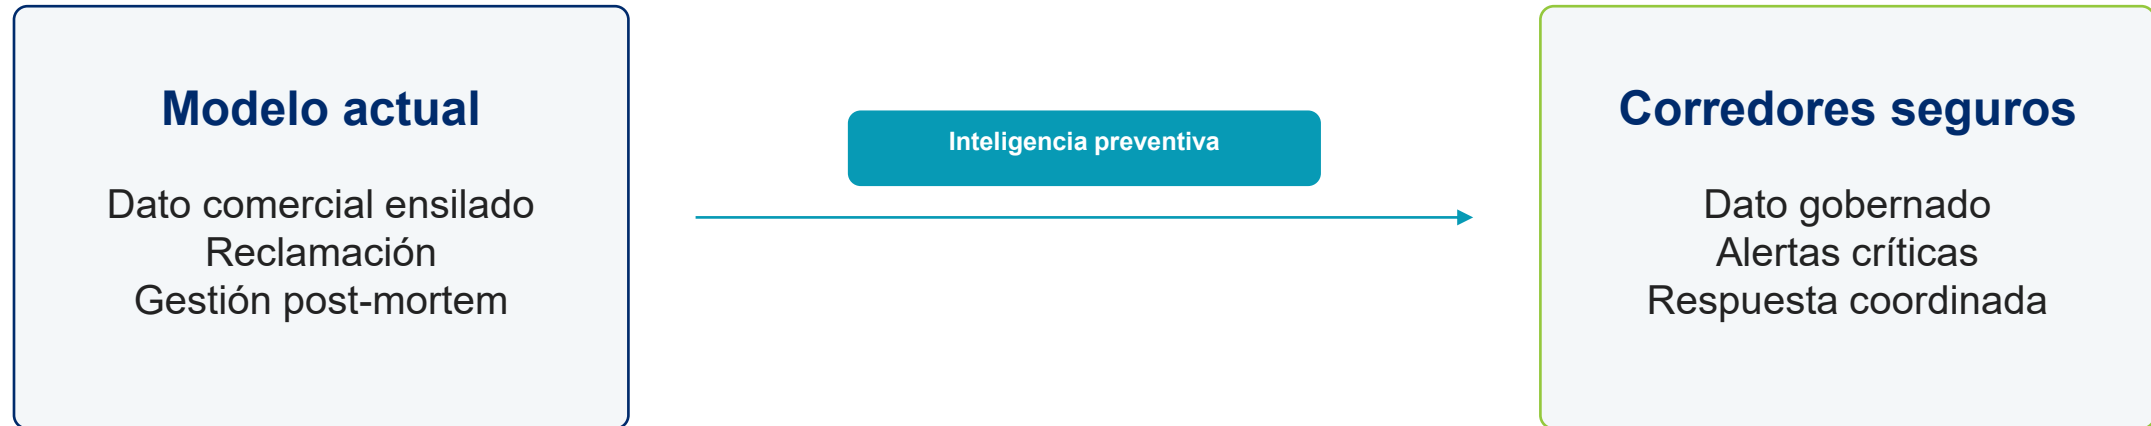 Modelo actual
Dato comercial ensilado
Reclamación
Gestión post-mortem
Inteligencia preventiva
Corredores seguros
Dato gobernado
Alertas críticas
Respuesta coordinada